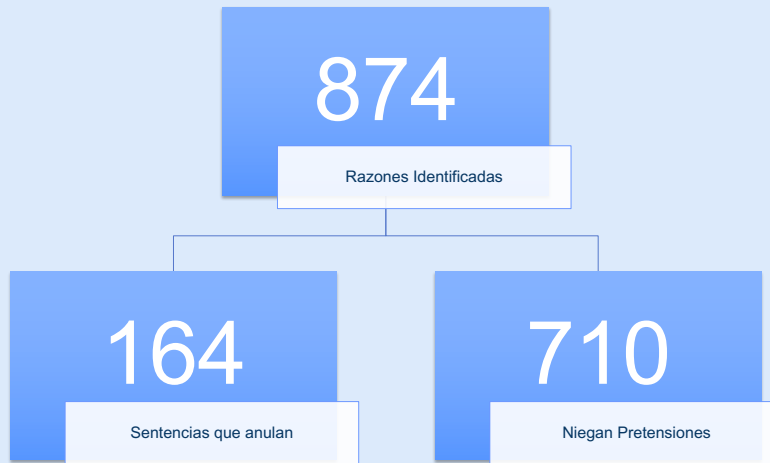 874
Razones Identificadas
164
Sentencias que anulan
710
Niegan Pretensiones